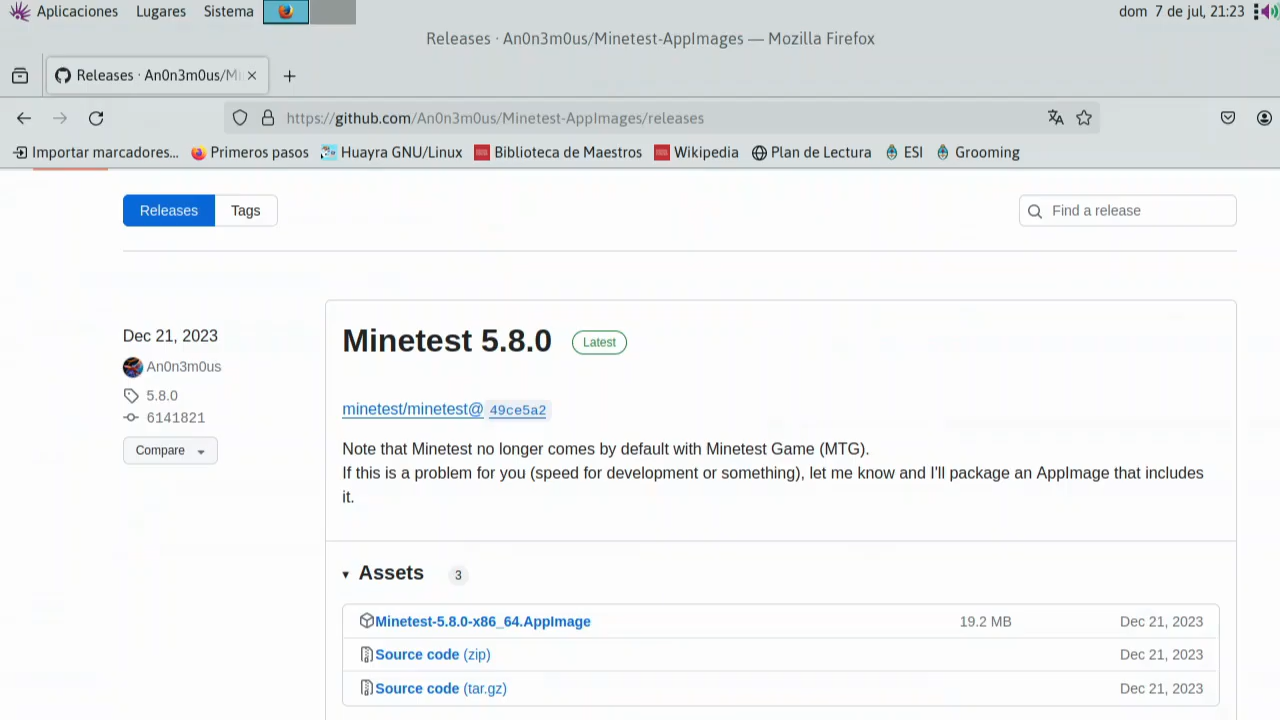 Aplicaciones Lugares Sistema dom 7 de jul, 21:23
Releases · An0n3m0us/Minetest-AppImages — Mozilla Firefox
Releases · An0n3m0us/Mi
https://github.com/An0n3m0us/Minetest-AppImages/releases
Importar marcadores... Primeros pasos Huayra GNU/Linux Biblioteca de Maestros Wikipedia Plan de Lectura ESI Grooming
Releases Tags Find a release
Dec 21, 2023
An0n3m0us
5.8.0
6141821
Compare
Minetest 5.8.0 Latest
minetest/minetest@ 49ce5a2
Note that Minetest no longer comes by default with Minetest Game (MTG).
If this is a problem for you (speed for development or something), let me know and I'll package an AppImage that includes
it.
Assets 3
Minetest-5.8.0-x86_64.AppImage 19.2 MB Dec 21, 2023
Source code (zip) Dec 21, 2023
Source code (tar.gz) Dec 21, 2023